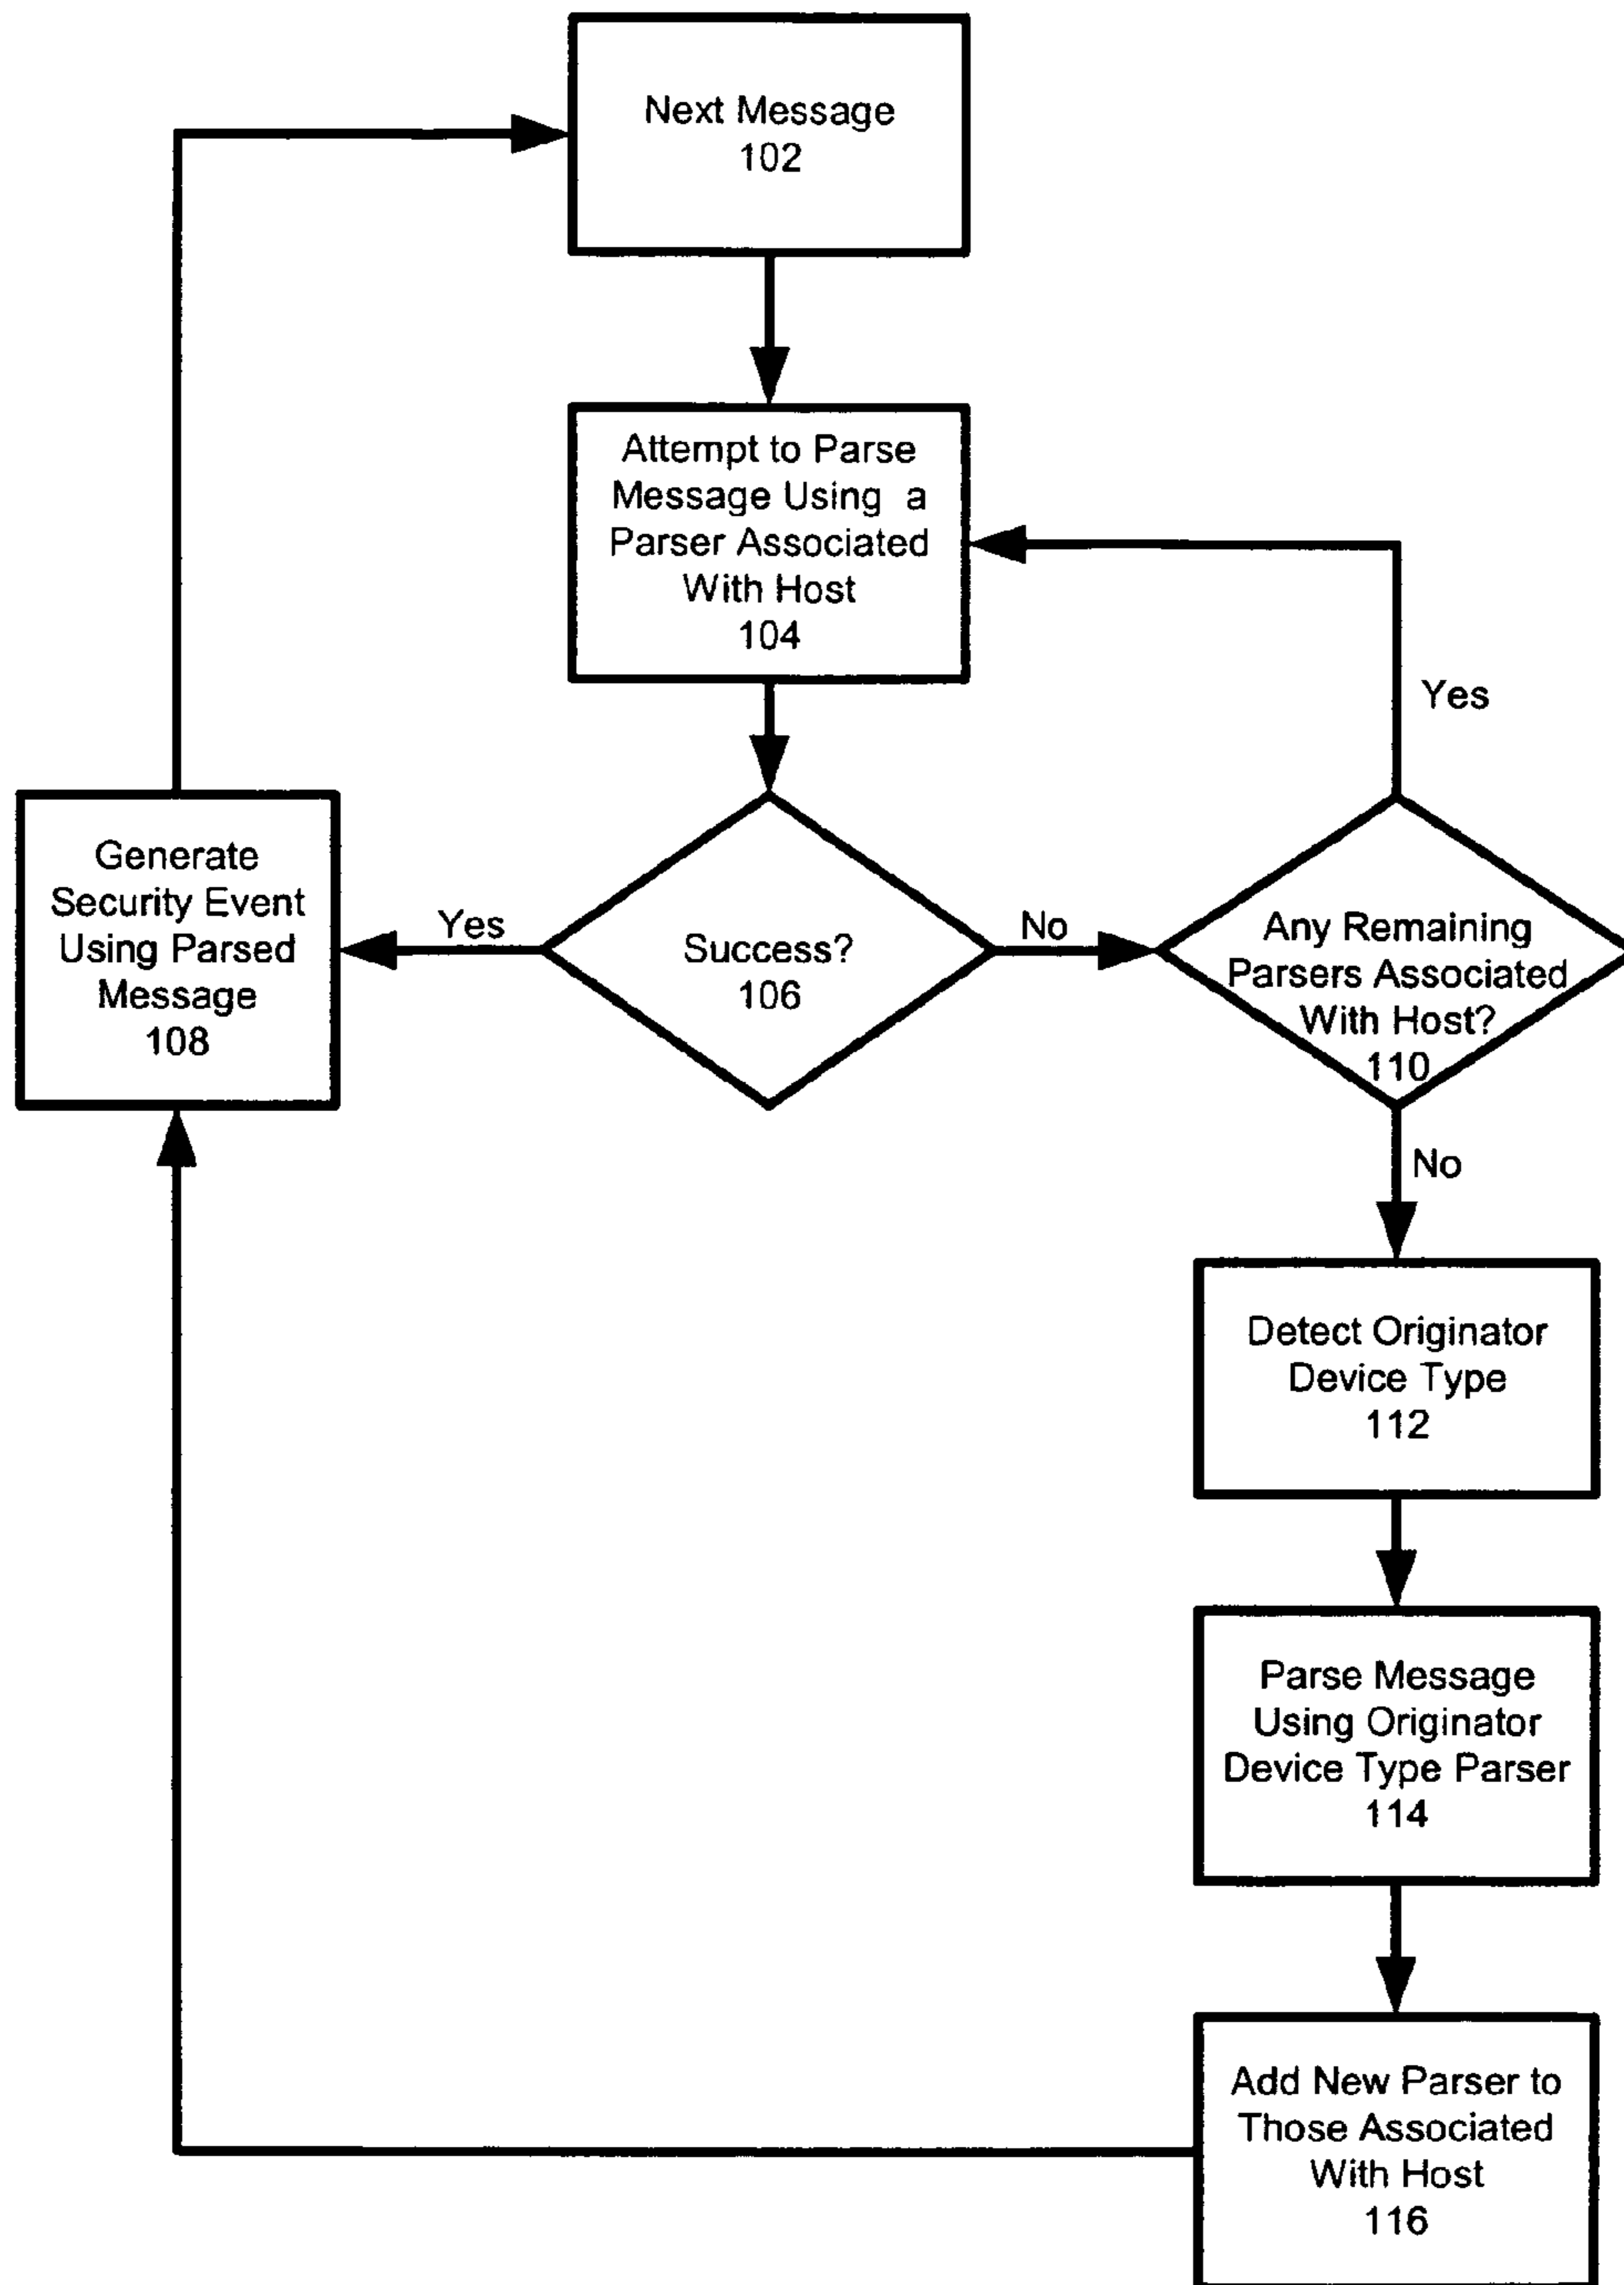 Next Message
102
Attempt to Parse
Message Using a
Parser Associated
With Host
104
Yes
Generate
Security Event
Using Parsed
Message
108
Yes
Success?
106
No
Any Remaining
Parsers Associated
With Host?
110
No
Detect Originator
Device Type
112
Parse Message
Using Originator
Device Type Parser
114
Add New Parser to
Those Associated
With Host
116